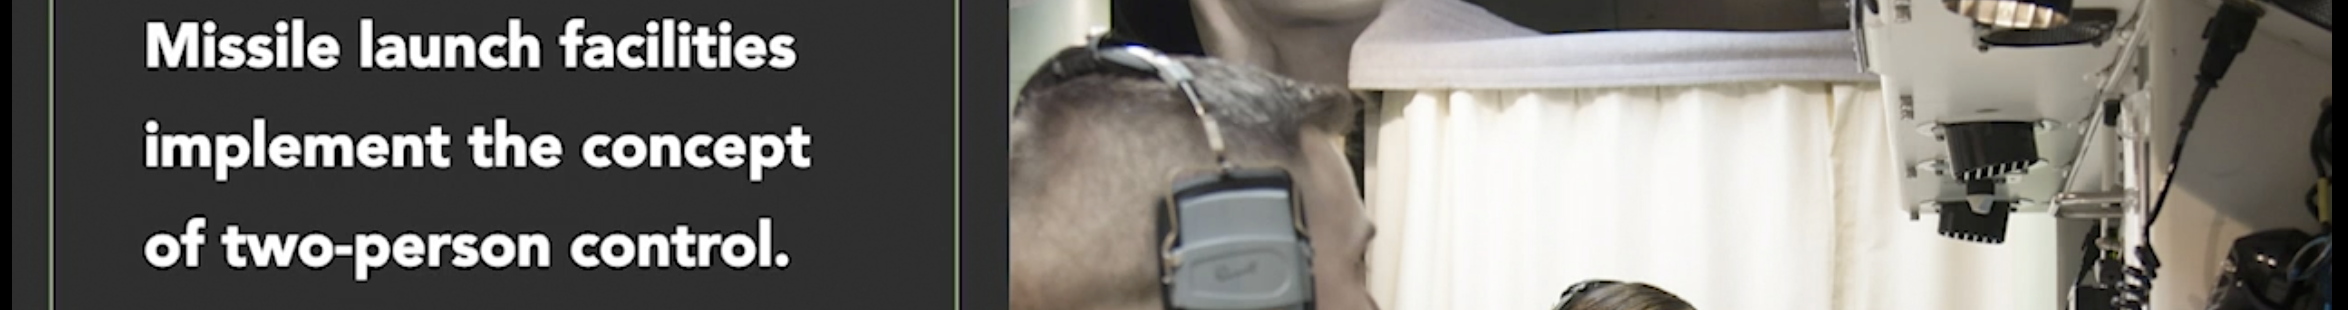 Missile launch facilities
implement the concept
of two-person control.